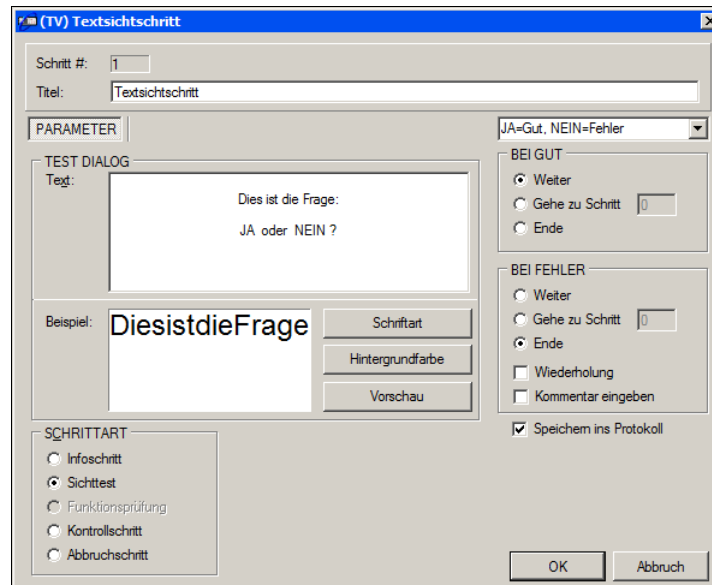 (TV) Textsichtschritt
Schritt #: 1
Titel: Textsichtschritt
PARAMETER
JA=Gut, NEIN=Fehler
TEST DIALOG
Text:
Dies ist die Frage:
JA oder NEIN ?
Beispiel:
DiesistdieFrage
Schriftart
Hintergrundfarbe
Vorschau
BEI GUT
Weiter
Gehe zu Schritt 0
Ende
BEI FEHLER
Weiter
Gehe zu Schritt 0
Ende
Wiederholung
Kommentar eingeben
Speichern ins Protokoll
SCHRITTART
Infoschritt
Sichttest
Funktionsprüfung
Kontrollschritt
Abbruchschritt
OK
Abbruch